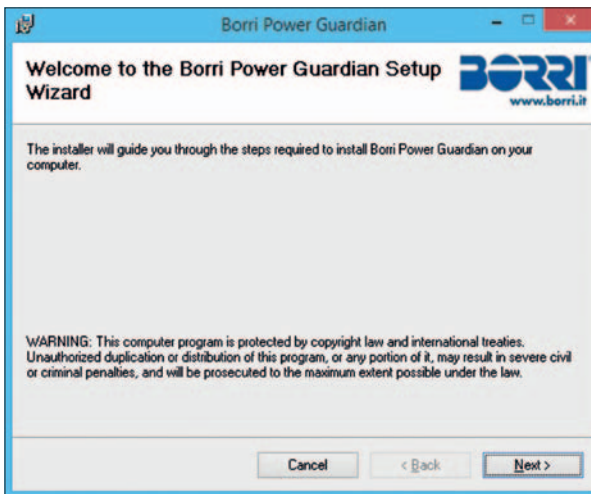 Borri Power Guardian
Welcome to the Borri Power Guardian Setup
Wizard
BORRI
www.borri.it
The installer will guide you through the steps required to install Borri Power Guardian on your
computer.
WARNING: This computer program is protected by copyright law and international treaties.
Unauthorized duplication or distribution of this program, or any portion of it, may result in severe civil
or criminal penalties, and will be prosecuted to the maximum extent possible under the law.
Cancel
< Back
Next >